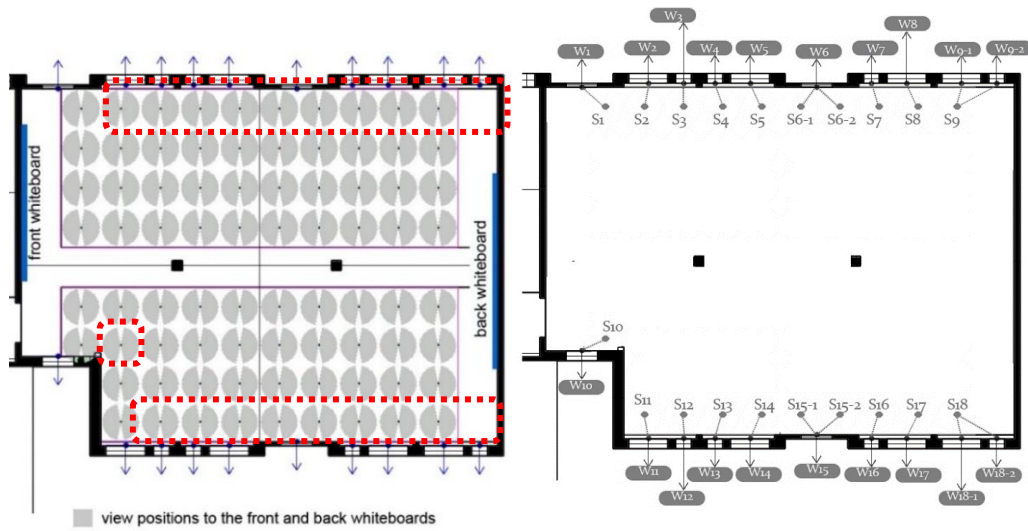 W3
W1
W2
W4
W5
W6
W7
W8
W9-1
W9-2
S1
S2
S3
S4
S5
S6-1
S6-2
S7
S8
S9
front whiteboard
back whiteboard
S10
W10
S11
S12
S13
S14
S15-1
S15-2
S16
S17
S18
W11
W12
W13
W14
W15
W16
W17
W18-1
W18-2
view positions to the front and back whiteboards